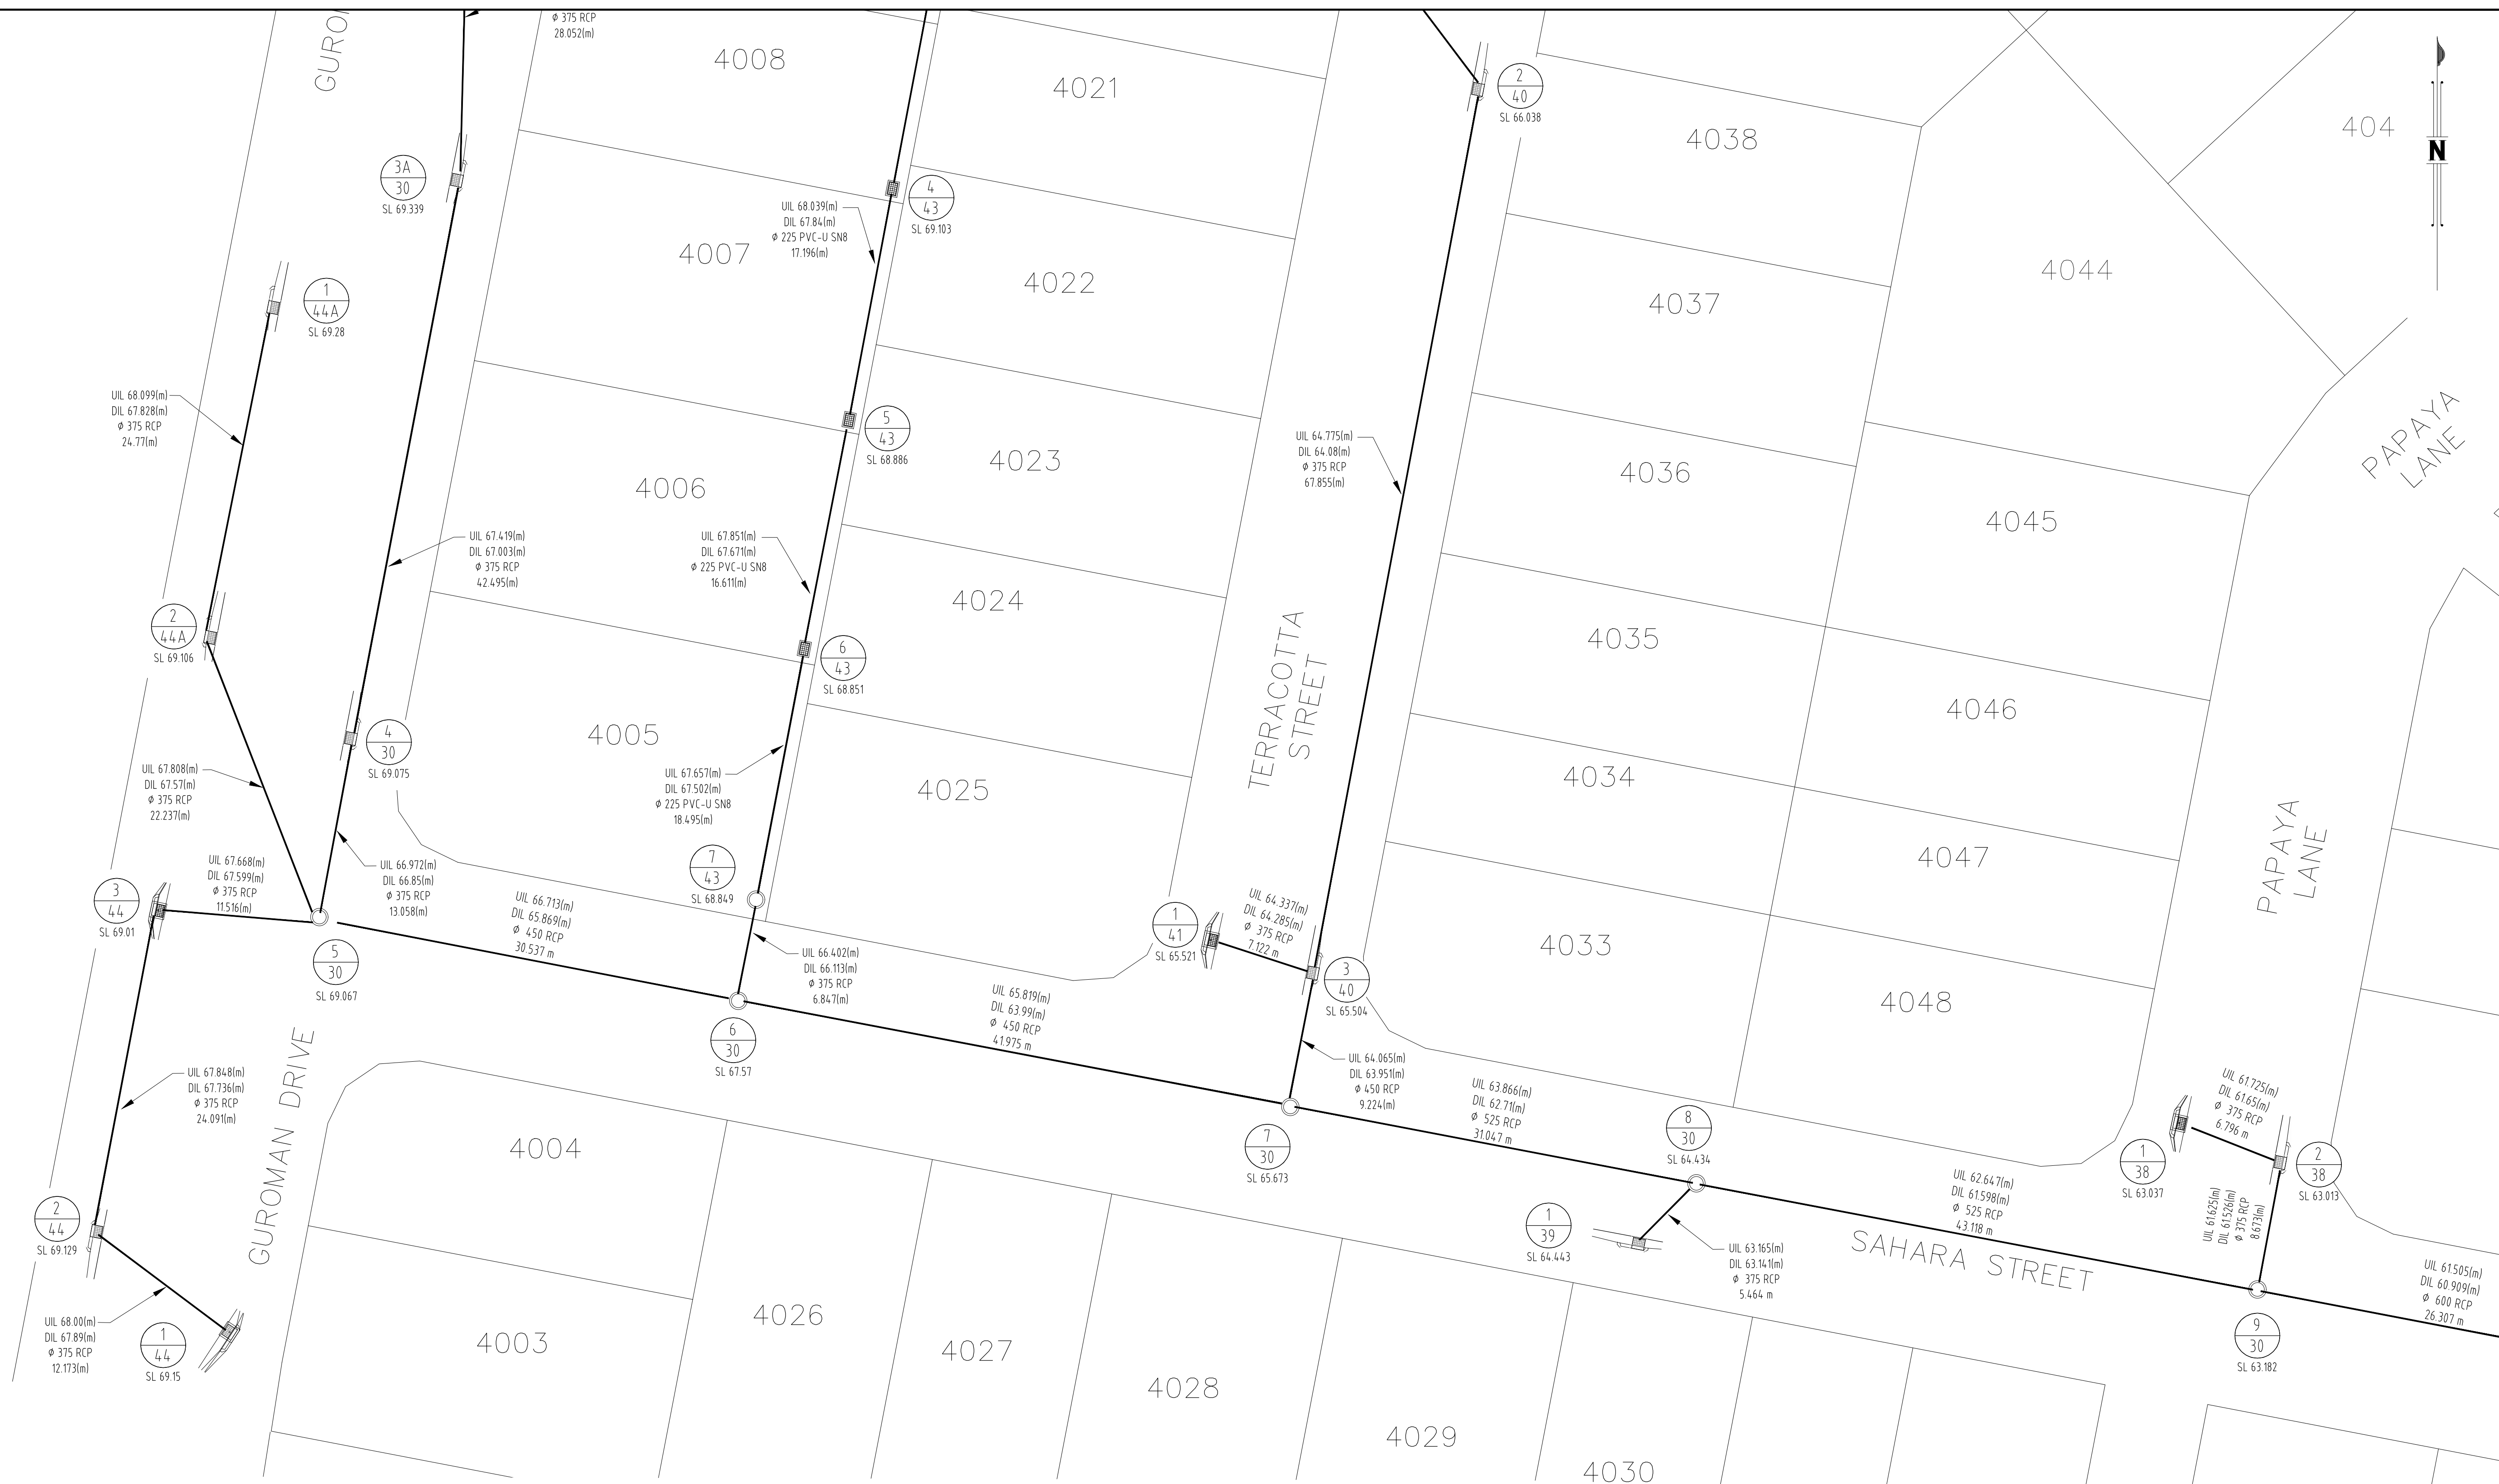 φ 375 RCP
28.052(m)
4008
4021
2
40
SL 66.038
4038
404
N
3A
30
SL 69.339
UIL 68.039(m)
DIL 67.84(m)
φ 225 PVC-U SN8
17.196(m)
4
43
SL 69.103
4007
4022
4037
4044
1
44A
SL 69.28
UIL 68.099(m)
DIL 67.828(m)
φ 375 RCP
24.77(m)
5
43
SL 68.886
4023
UIL 64.775(m)
DIL 64.08(m)
φ 375 RCP
67.855(m)
4036
4045
PAPAYA
LANE
4006
UIL 67.419(m)
DIL 67.003(m)
φ 375 RCP
42.495(m)
UIL 67.851(m)
DIL 67.671(m)
φ 225 PVC-U SN8
16.611(m)
4024
2
44A
SL 69.106
6
43
SL 68.851
TERRACOTTA
STREET
4035
4046
4005
4
30
SL 69.075
UIL 67.808(m)
DIL 67.57(m)
φ 375 RCP
22.237(m)
UIL 67.657(m)
DIL 67.502(m)
φ 225 PVC-U SN8
18.495(m)
4025
4034
4047
PAPAYA
LANE
3
44
SL 69.01
UIL 67.668(m)
DIL 67.599(m)
φ 375 RCP
11.516(m)
UIL 66.972(m)
DIL 66.85(m)
φ 375 RCP
13.058(m)
UIL 66.713(m)
DIL 65.869(m)
φ 450 RCP
30.537 m
7
43
SL 68.849
1
41
SL 65.521
UIL 64.337(m)
DIL 64.285(m)
φ 375 RCP
7.122 m
3
40
SL 65.504
4033
4048
5
30
SL 69.067
UIL 66.402(m)
DIL 66.113(m)
φ 375 RCP
6.847(m)
UIL 65.819(m)
DIL 63.99(m)
φ 450 RCP
41.975 m
6
30
SL 67.57
UIL 64.065(m)
DIL 63.951(m)
φ 450 RCP
9.224(m)
UIL 63.866(m)
DIL 62.71(m)
φ 525 RCP
31.047 m
8
30
SL 64.434
UIL 61.725(m)
DIL 61.65(m)
φ 375 RCP
6.796 m
1
38
SL 63.037
2
38
SL 63.013
UIL 67.848(m)
DIL 67.736(m)
φ 375 RCP
24.091(m)
GUROMAN DRIVE
4004
7
30
SL 65.673
UIL 62.647(m)
DIL 61.598(m)
φ 525 RCP
43.118 m
UIL 61.625(m)
DIL 61.526(m)
φ 375 RCP
8.673(m)
2
44
SL 69.129
1
39
SL 64.443
UIL 63.165(m)
DIL 63.141(m)
φ 375 RCP
5.464 m
SAHARA STREET
UIL 61.505(m)
DIL 60.909(m)
φ 600 RCP
26.307 m
UIL 68.00(m)
DIL 67.89(m)
φ 375 RCP
12.173(m)
1
44
SL 69.15
4003
4026
4027
4028
9
30
SL 63.182
4029
4030